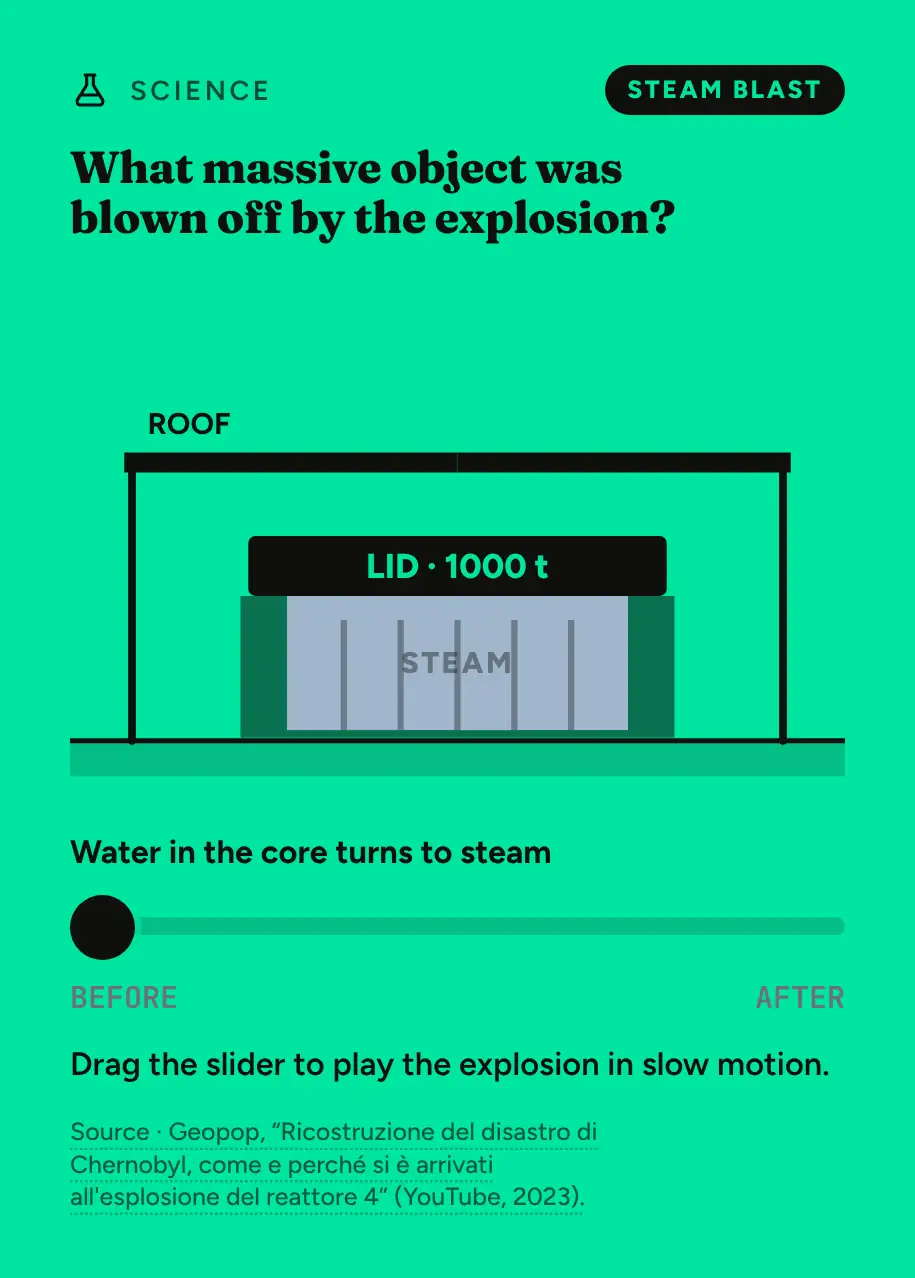 SCIENCE
STEAM BLAST
What massive object was
blown off by the explosion?
ROOF
LID · 1000 t
STEAM
Water in the core turns to steam
BEFORE
AFTER
Drag the slider to play the explosion in slow motion.
Source · Geopop, “Ricostruzione del disastro di
Chernobyl, come e perché si è arrivati
all'esplosione del reattore 4” (YouTube, 2023).